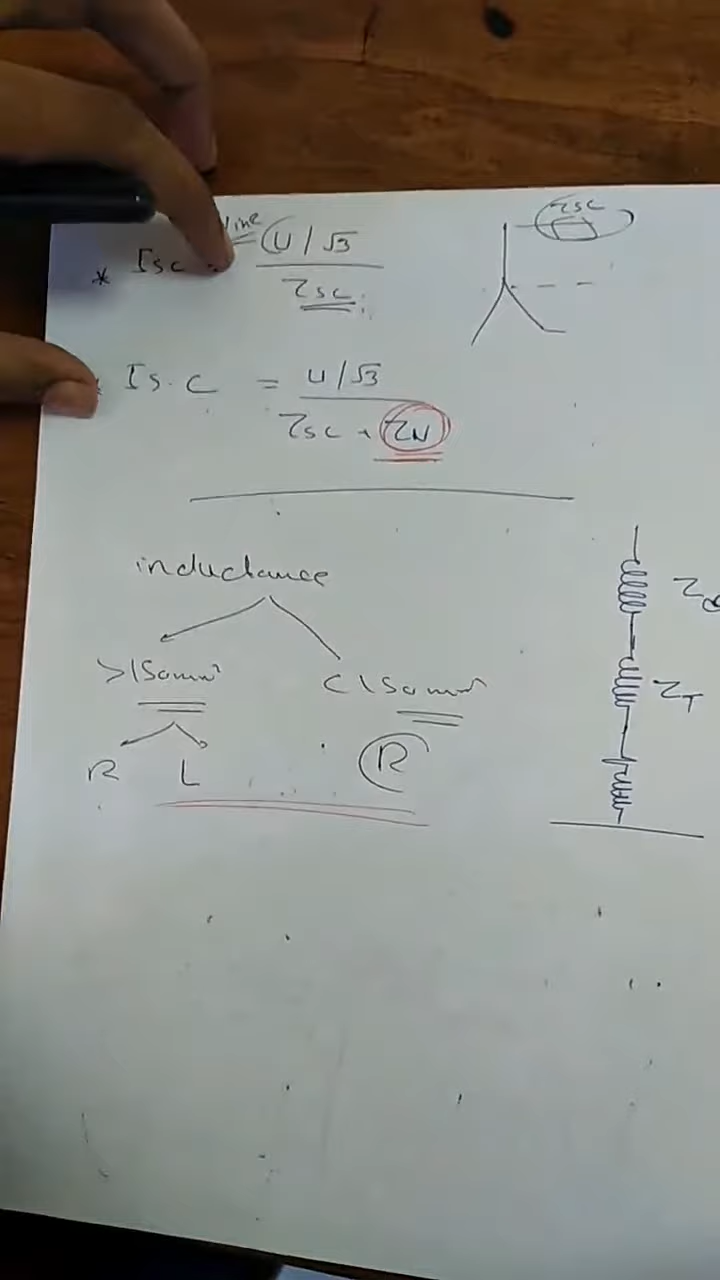 line
* Isc = U/√3
Zsc
Zsc
Is.c = U/√3
Zsc + ZN
inductance
>150mm² <150mm²
R L R
ZT